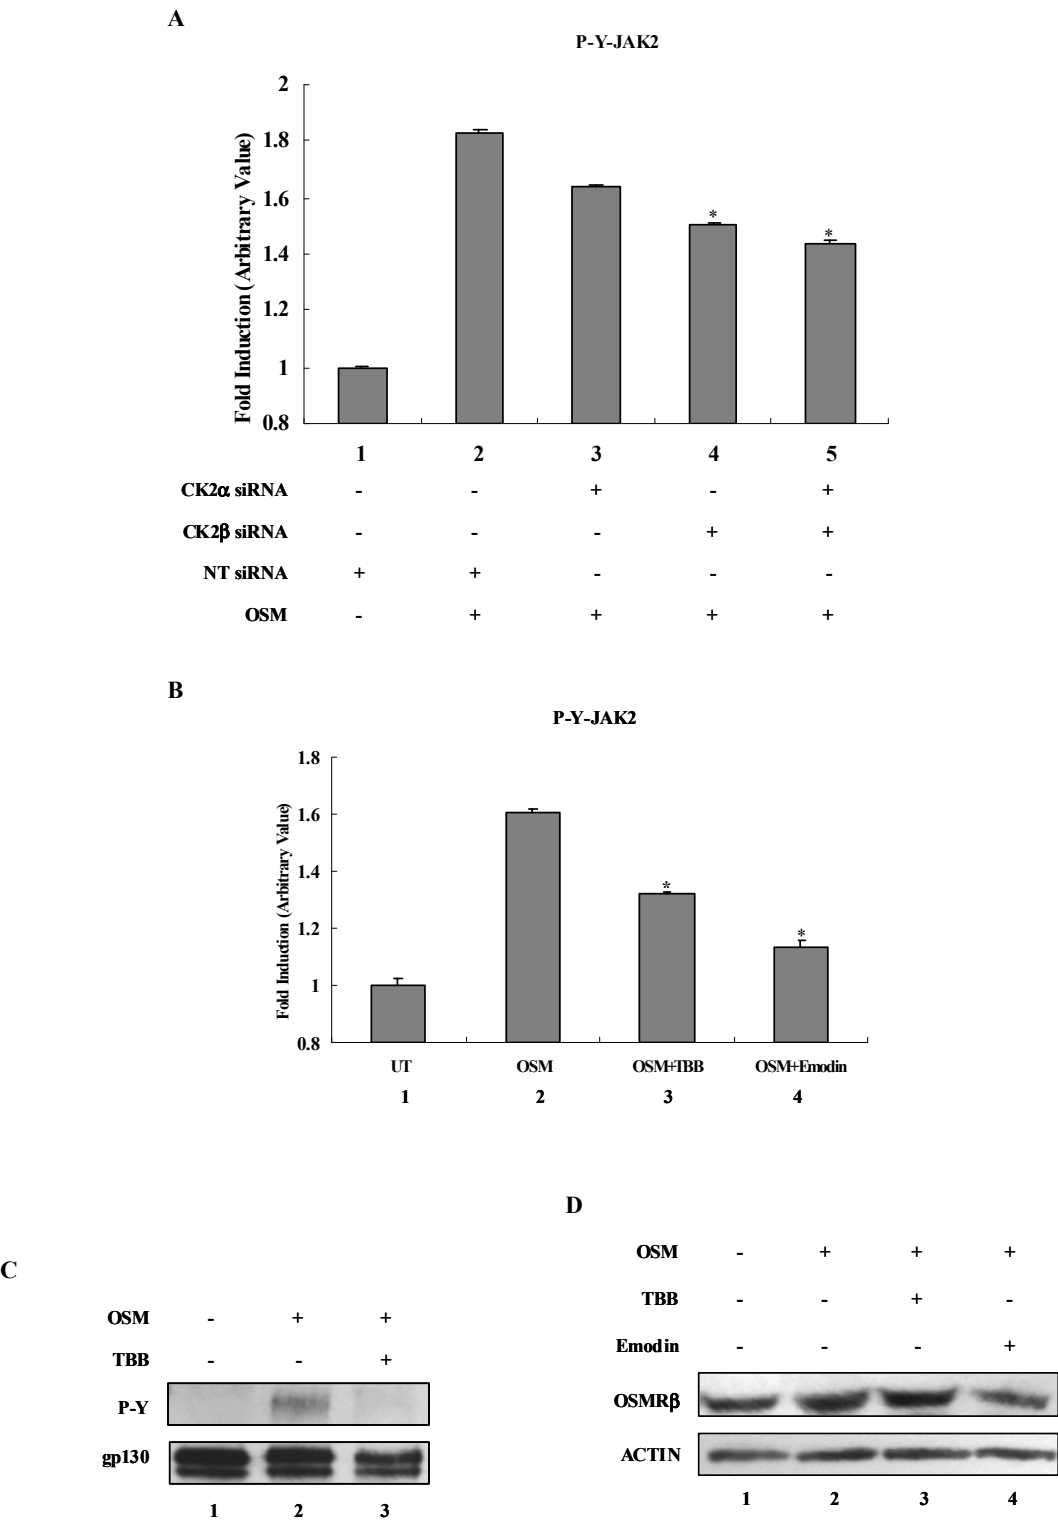 A
P-Y-JAK2
Fold Induction (Arbitrary Value)
2
1.8
1.6
1.4
1.2
1
0.8
* *
1 2 3 4 5
CK2α siRNA - - + - +
CK2β siRNA - - - + +
NT siRNA + + - - -
OSM - + + + +
B
P-Y-JAK2
Fold Induction (Arbitrary Value)
1.8
1.6
1.4
1.2
1
0.8
* *
UT OSM OSM+TBB OSM+Emodin
1 2 3 4
C
OSM - + +
TBB - - +
P-Y
gp130
1 2 3
D
OSM - + + +
TBB - - + -
Emodin - - - +
OSMRβ
ACTIN
1 2 3 4